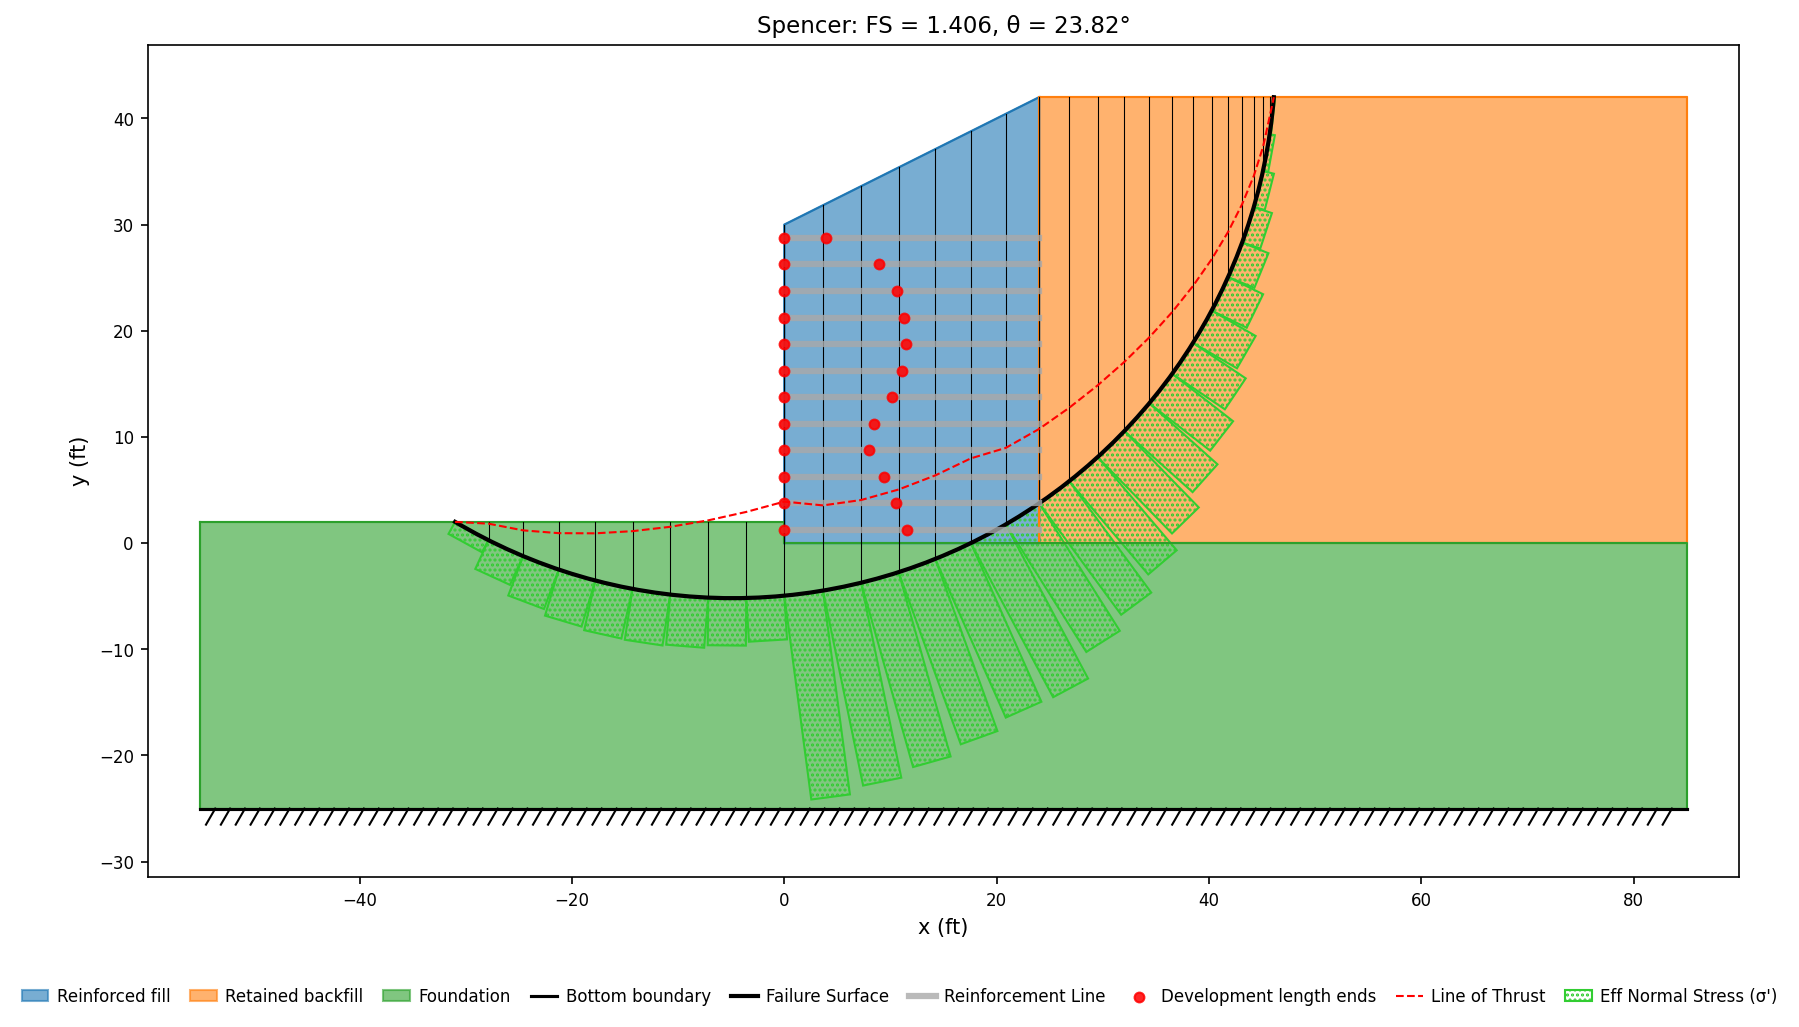 Spencer: FS = 1.406, θ = 23.82°
y (ft)
40
30
20
10
0
−10
−20
−30
−40
−20
0
20
40
60
80
x (ft)
Reinforced fill
Retained backfill
Foundation
Bottom boundary
Failure Surface
Reinforcement Line
Development length ends
Line of Thrust
Eff Normal Stress (σ')